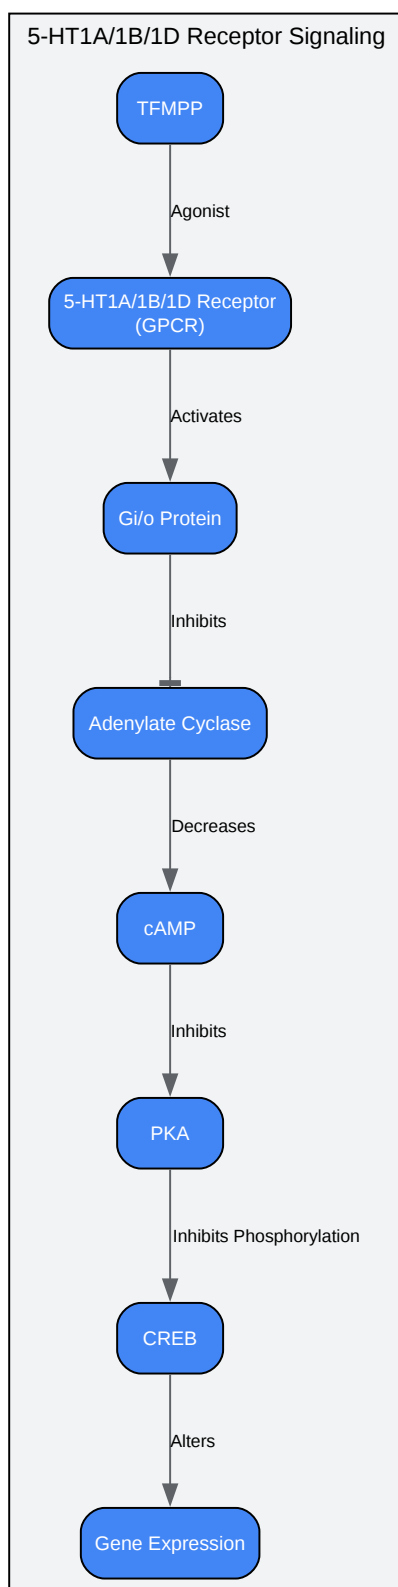 5-HT1A/1B/1D Receptor Signaling
TFMPP
Agonist
5-HT1A/1B/1D Receptor
(GPCR)
Activates
Gi/o Protein
Inhibits
Adenylate Cyclase
Decreases
cAMP
Inhibits
PKA
Inhibits Phosphorylation
CREB
Alters
Gene Expression